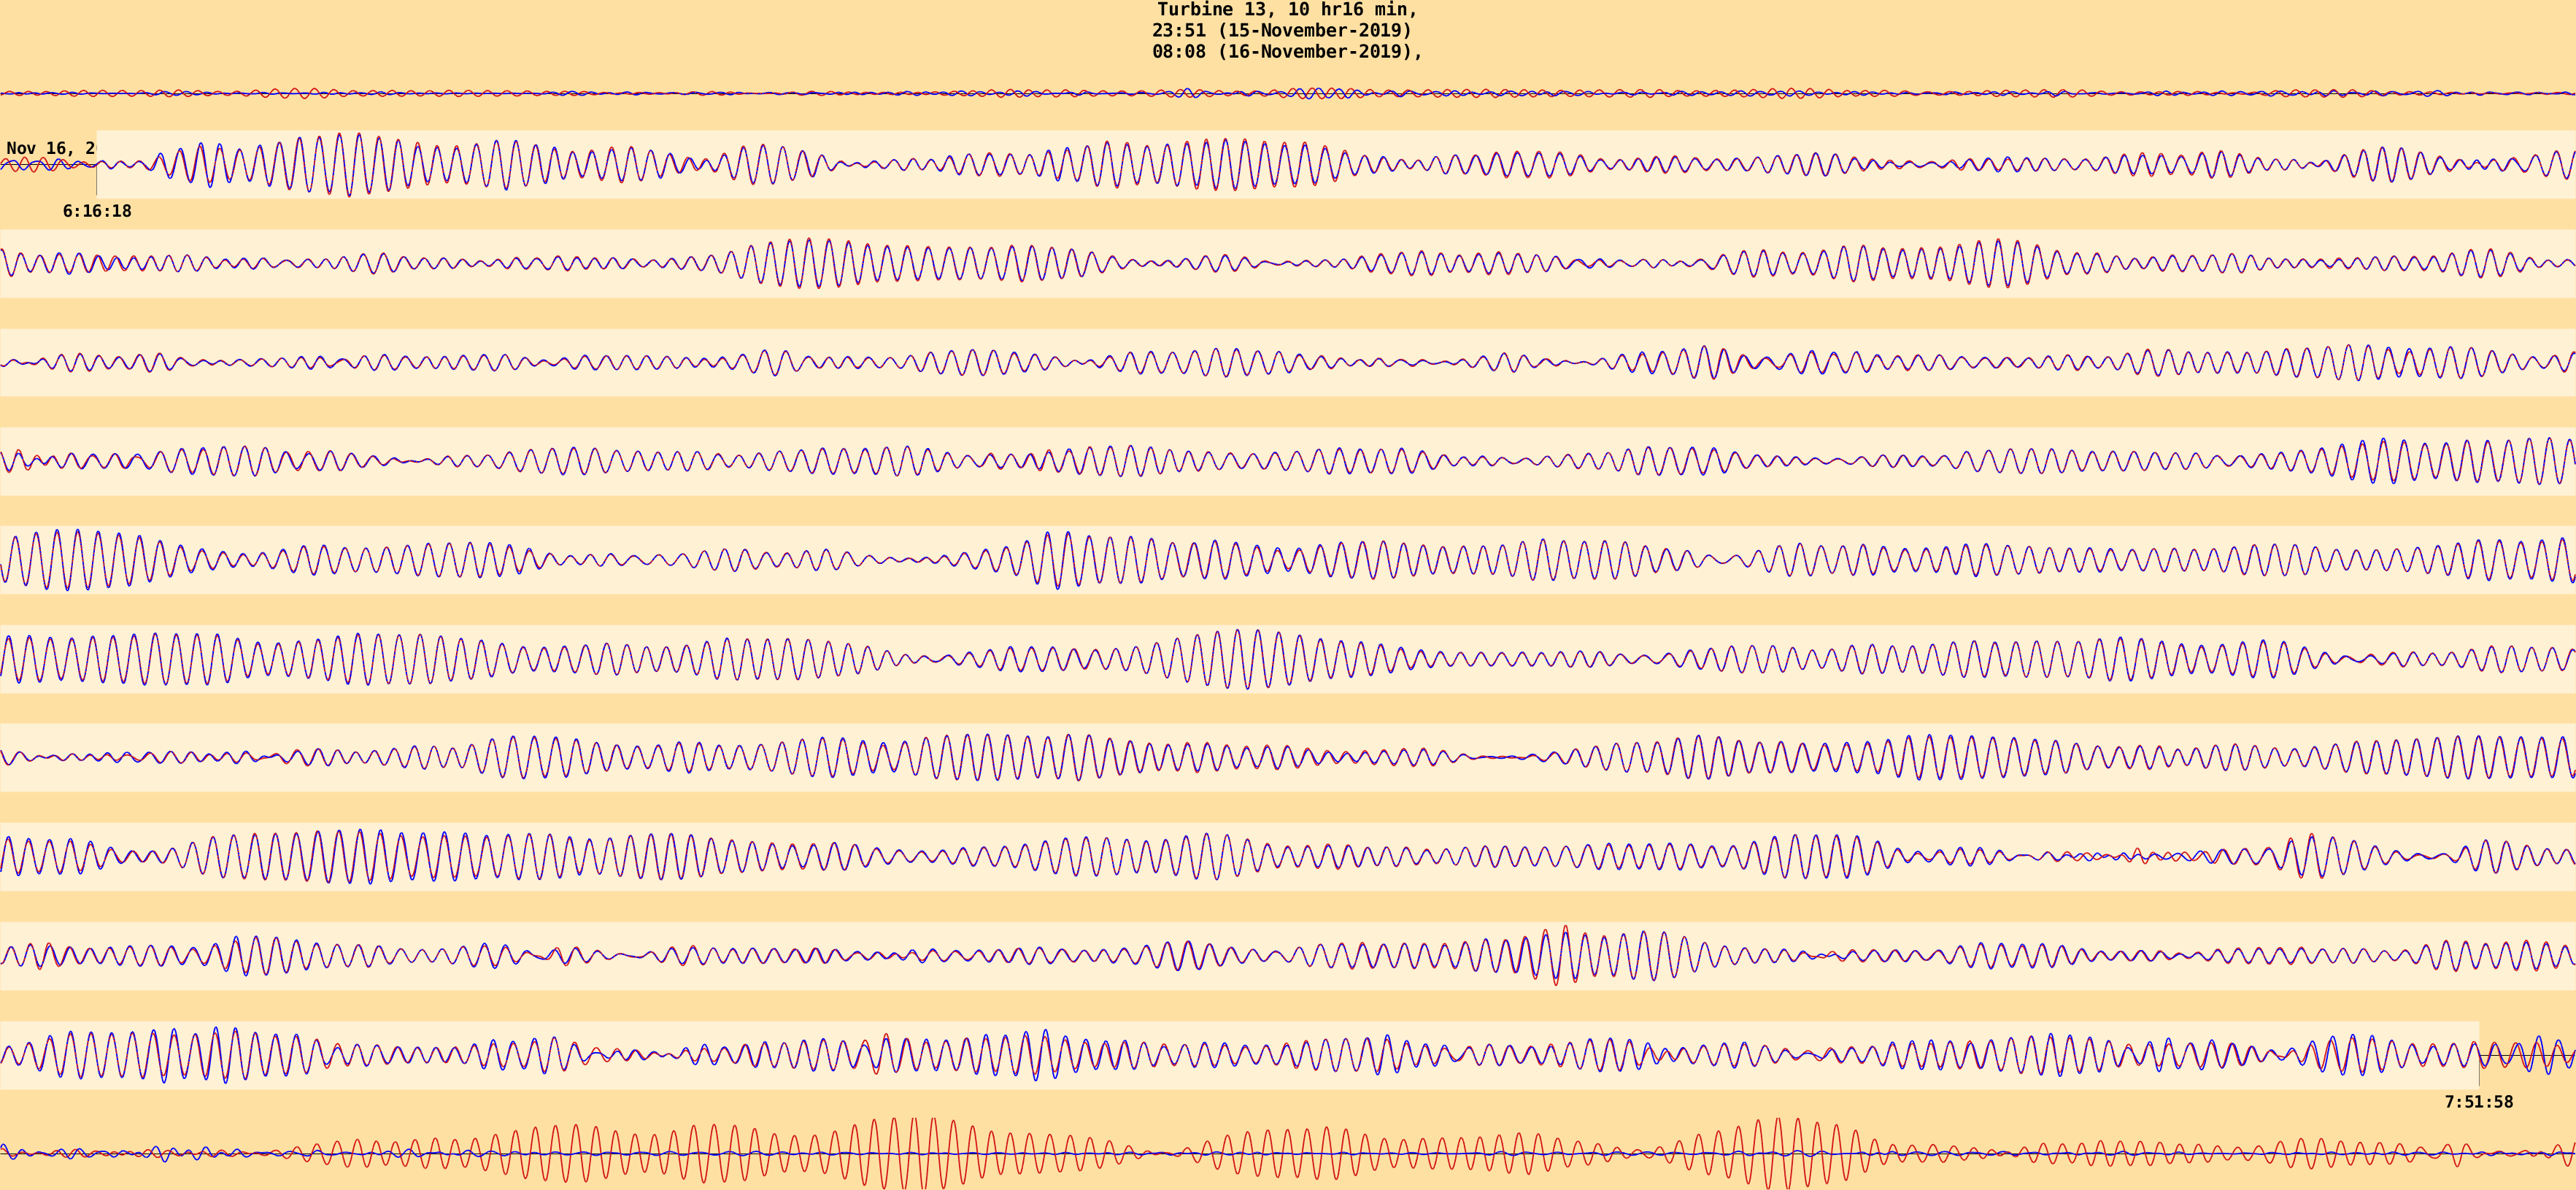 Turbine 13, 10 hr16 min,
23:51 (15-November-2019)
08:08 (16-November-2019),
Nov 16, 2
6:16:18
7:51:58